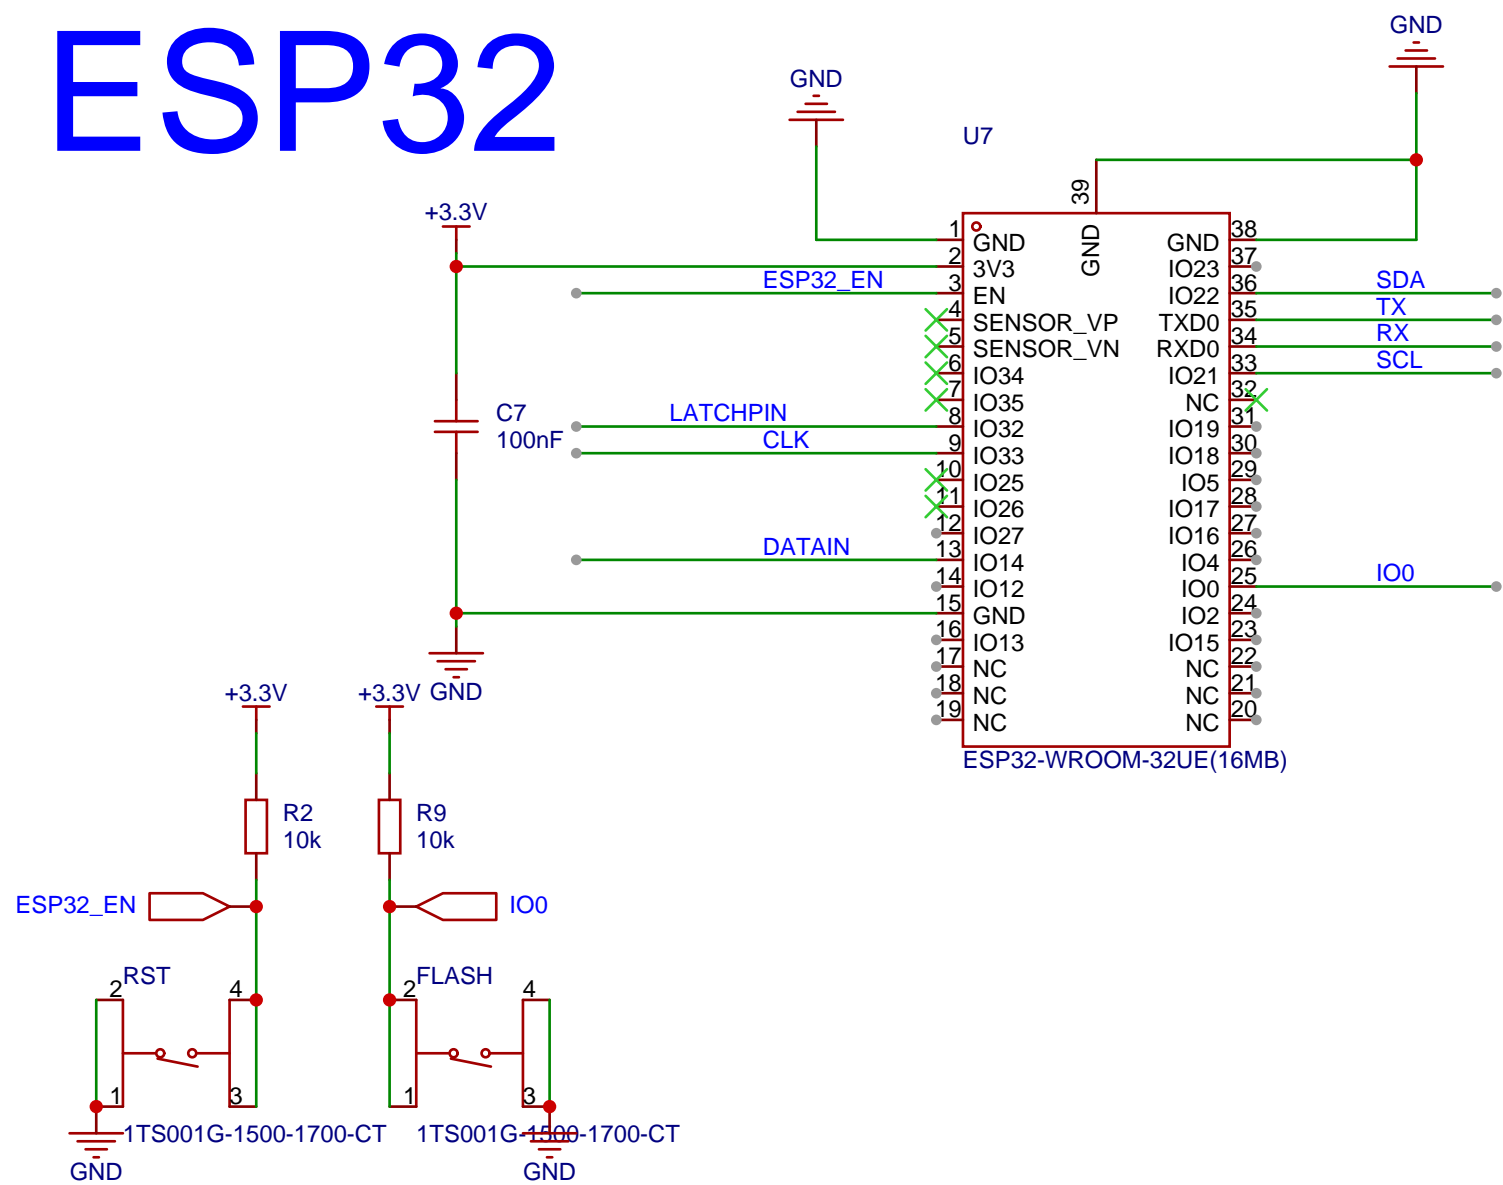 ESP32
GND
GND
U7
39
+3.3V
GND
1
GND
GND
38
2
3V3
IO23
37
ESP32_EN
3
EN
IO22
36
SDA
4
SENSOR_VP
TXD0
35
TX
5
SENSOR_VN
RXD0
34
RX
6
IO34
IO21
33
SCL
7
IO35
NC
32
C7
100nF
LATCHPIN
8
IO32
IO19
31
CLK
9
IO33
IO18
30
10
IO25
IO5
29
11
IO26
IO17
28
12
IO27
IO16
27
DATAIN
13
IO14
IO4
26
14
IO12
IO0
25
IO0
15
GND
IO2
24
16
IO13
IO15
23
17
NC
NC
22
18
NC
NC
21
19
NC
NC
20
ESP32-WROOM-32UE(16MB)
GND
+3.3V
+3.3V
R2
10k
R9
10k
ESP32_EN
IO0
RST
2
4
1
3
1TS001G-1500-1700-CT
GND
FLASH
2
4
1
3
1TS001G-1500-1700-CT
GND